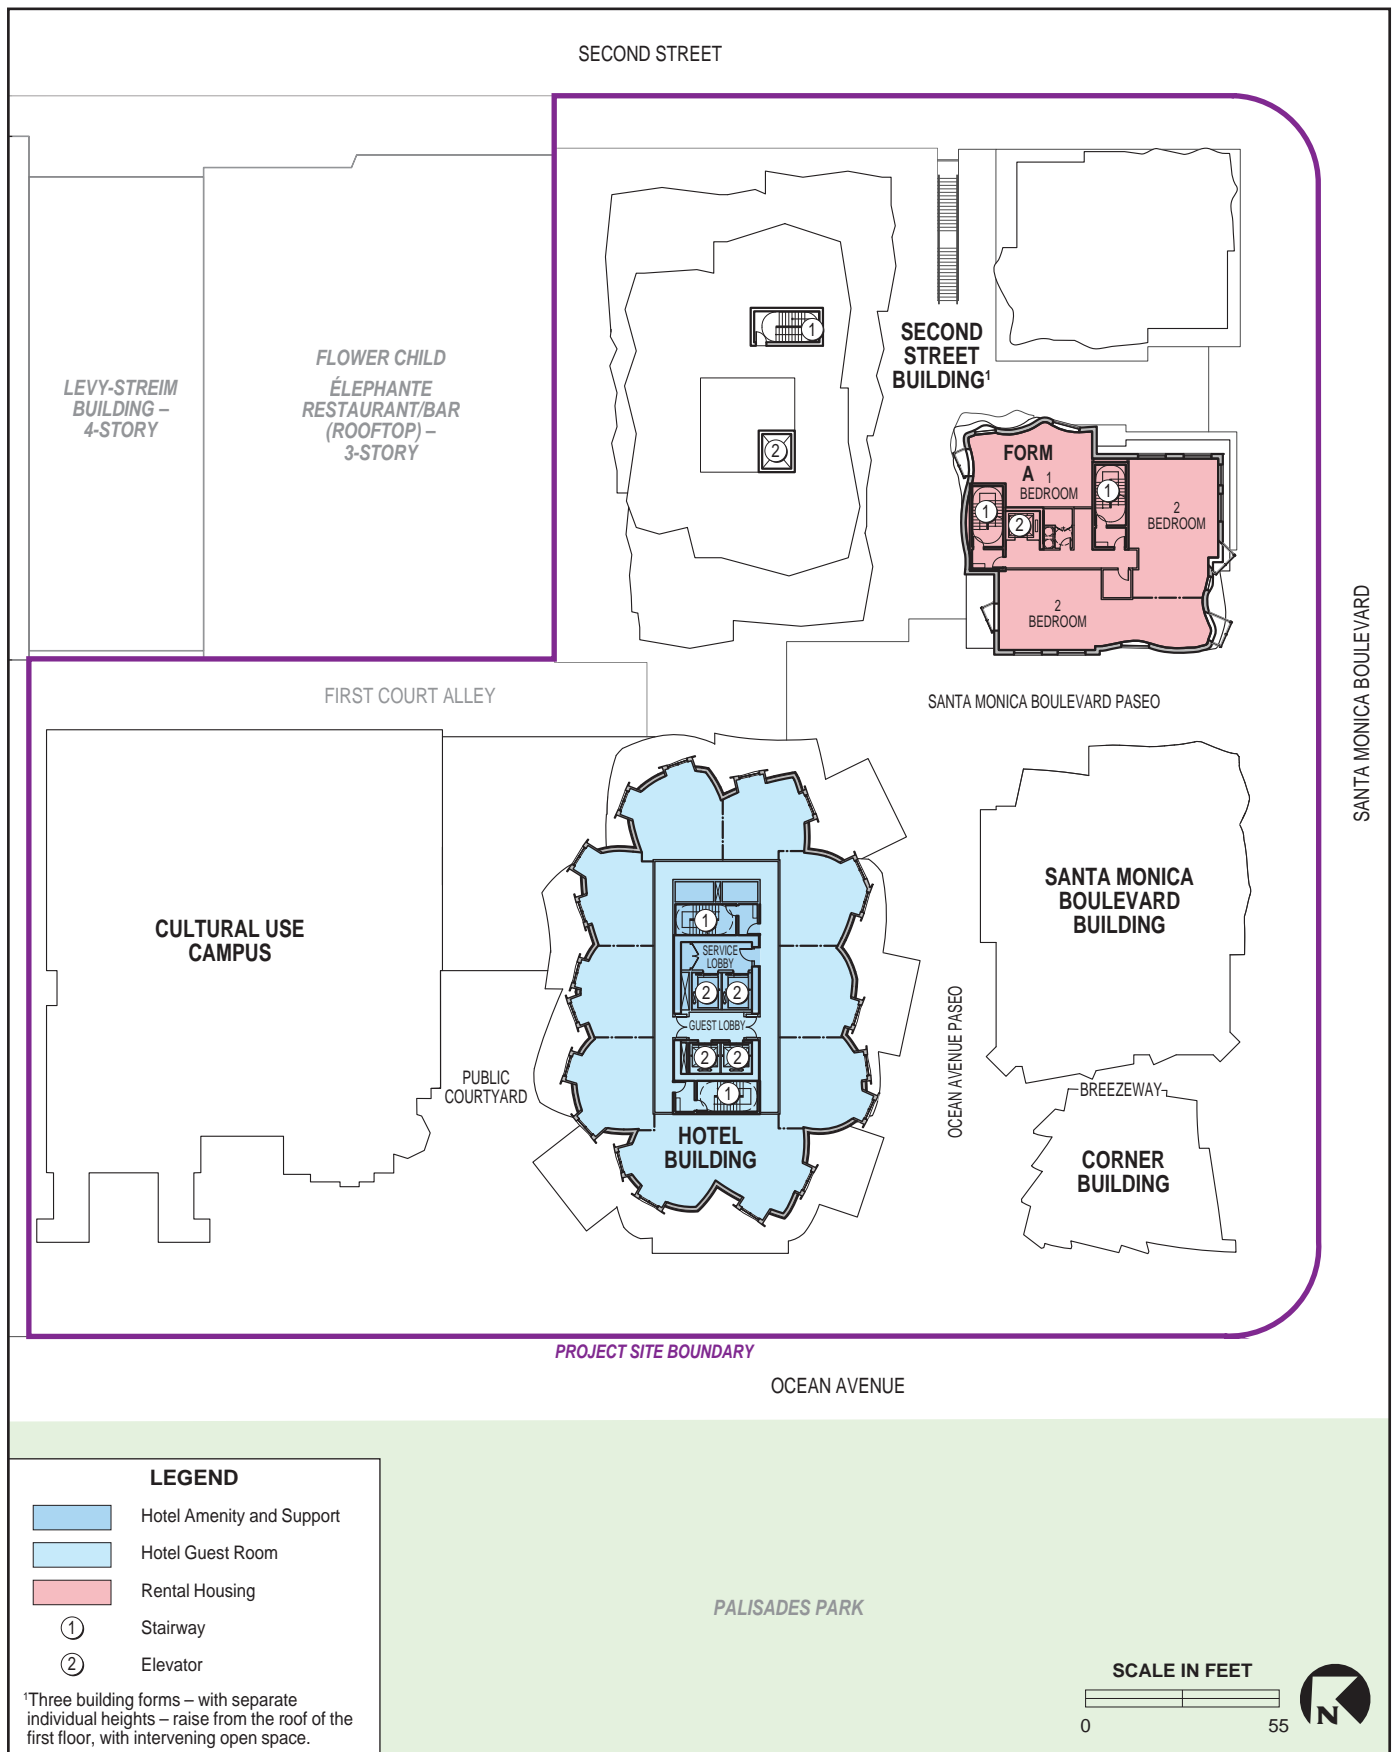 SECOND STREET
FLOWER CHILD
ÉLEPHANTE
RESTAURANT/BAR
(ROOFTOP) –
3-STORY
LEVY-STREIM
BUILDING –
4-STORY
1
2
SECOND
STREET
BUILDING¹
FORM
A
1
BEDROOM
1
1
2
2
BEDROOM
2
BEDROOM
SANTA MONICA BOULEVARD
FIRST COURT ALLEY
SANTA MONICA BOULEVARD PASEO
CULTURAL USE
CAMPUS
PUBLIC
COURTYARD
1
SERVICE
LOBBY
2
2
GUEST LOBBY
2
2
1
HOTEL
BUILDING
OCEAN AVENUE PASEO
SANTA MONICA
BOULEVARD
BUILDING
BREEZEWAY
CORNER
BUILDING
PROJECT SITE BOUNDARY
OCEAN AVENUE
PALISADES PARK
LEGEND
Hotel Amenity and Support
Hotel Guest Room
Rental Housing
1 Stairway
2 Elevator
¹Three building forms – with separate
individual heights – raise from the roof of the
first floor, with intervening open space.
SCALE IN FEET
0 55
N